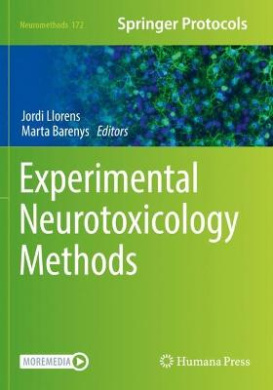 Neuromethods 172
Springer Protocols
Jordi Llorens
Marta Barenys Editors
Experimental
Neurotoxicology
Methods
MOREMEDIA
Humana Press